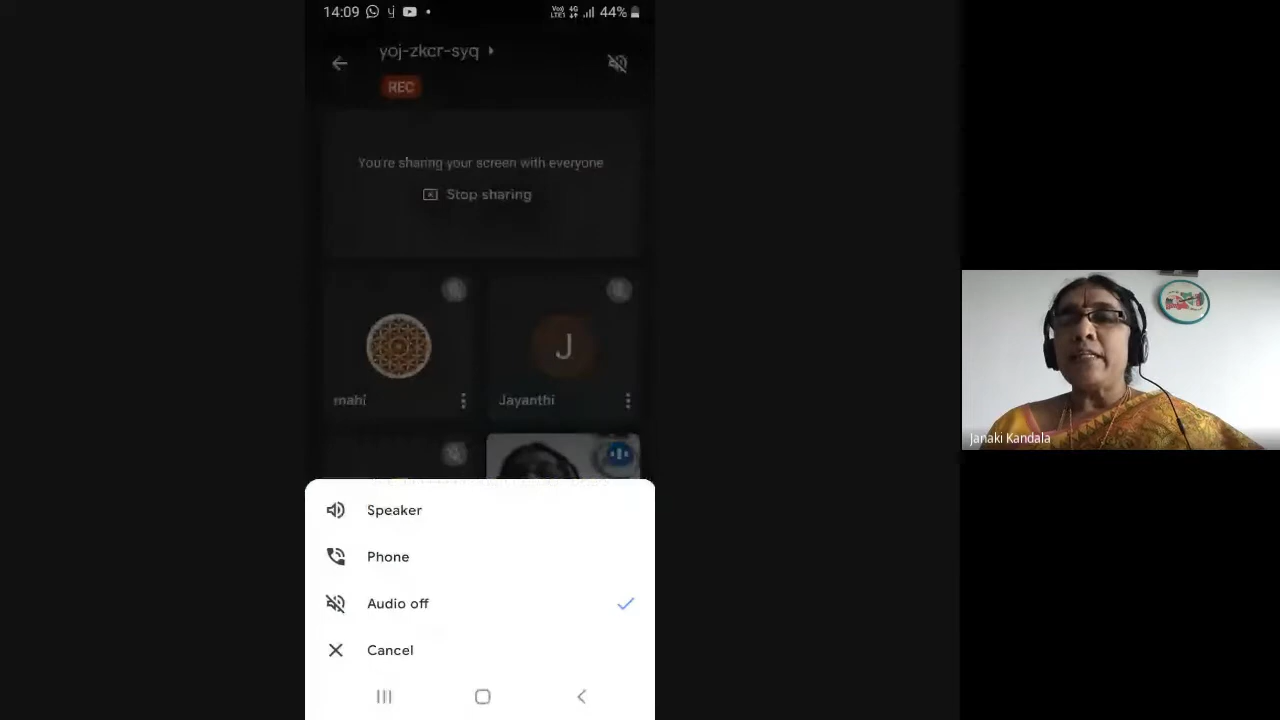 14:09 44%
yoj-zkcr-syq
REC
You're sharing your screen with everyone
Stop sharing
J
mahi Jayanthi
Speaker
Phone
Audio off
Cancel
Janaki Kandala